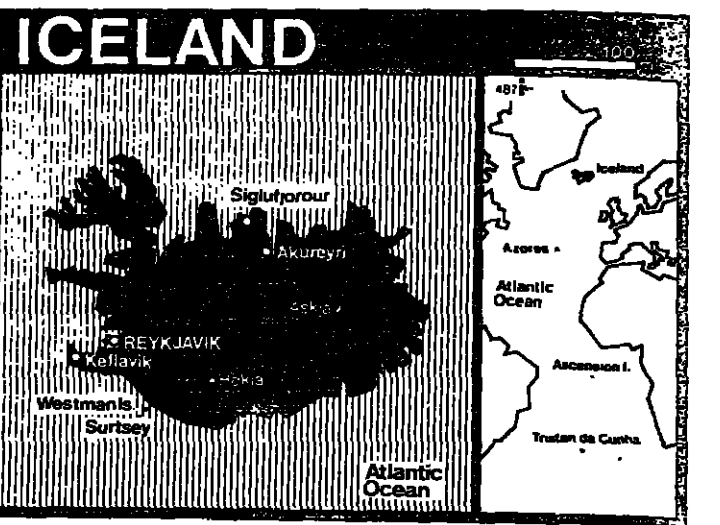 ICELAND
100
Siglufjorour
Akureyri
Askja
REYKJAVIK
Keflavik
Hekla
Westman Is.
Surtsey
Atlantic
Ocean
Iceland
Azores
Atlantic
Ocean
Ascension I.
Tristan da Cunha